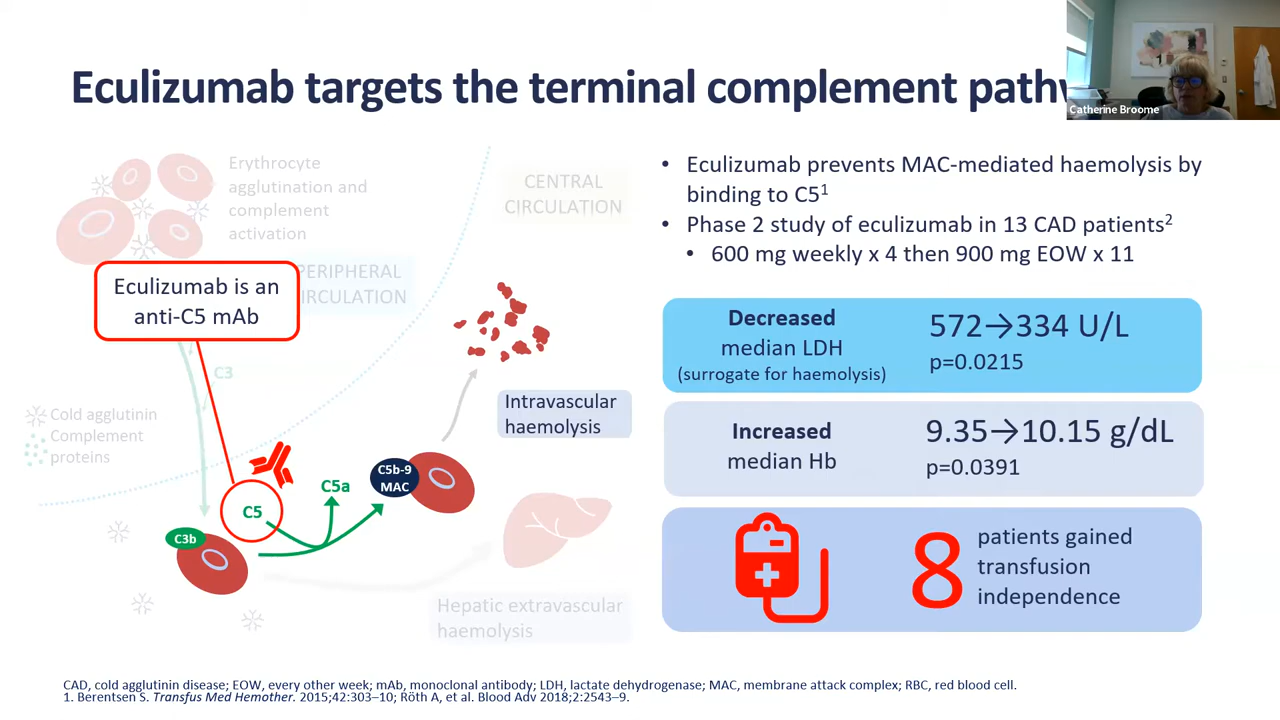 Eculizumab targets the terminal complement pathw
Catherine Broome
Erythrocyte
agglutination and
complement
activation
CENTRAL
CIRCULATION
PERIPHERAL
IRCULATION
Eculizumab is an
anti-C5 mAb
C3
Cold agglutinin
Complement
proteins
Intravascular
haemolysis
C5b-9
MAC
C5a
C5
C3b
Hepatic extravascular
haemolysis
• Eculizumab prevents MAC-mediated haemolysis by
binding to C5¹
• Phase 2 study of eculizumab in 13 CAD patients²
• 600 mg weekly x 4 then 900 mg EOW x 11
Decreased
median LDH
(surrogate for haemolysis)
572→334 U/L
p=0.0215
Increased
median Hb
9.35→10.15 g/dL
p=0.0391
8
patients gained
transfusion
independence
CAD, cold agglutinin disease; EOW, every other week; mAb, monoclonal antibody; LDH, lactate dehydrogenase; MAC, membrane attack complex; RBC, red blood cell.
1. Berentsen S. Transfus Med Hemother. 2015;42:303–10; Röth A, et al. Blood Adv 2018;2:2543–9.